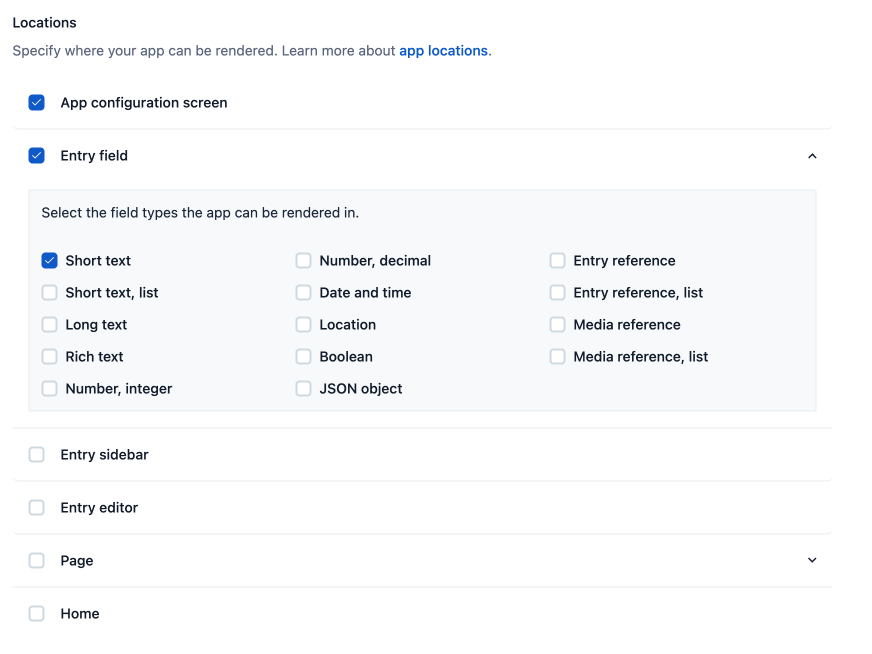 Locations
Specify where your app can be rendered. Learn more about app locations.
App configuration screen
Entry field
Select the field types the app can be rendered in.
Short text
Number, decimal
Entry reference
Short text, list
Date and time
Entry reference, list
Long text
Location
Media reference
Rich text
Boolean
Media reference, list
Number, integer
JSON object
Entry sidebar
Entry editor
Page
Home